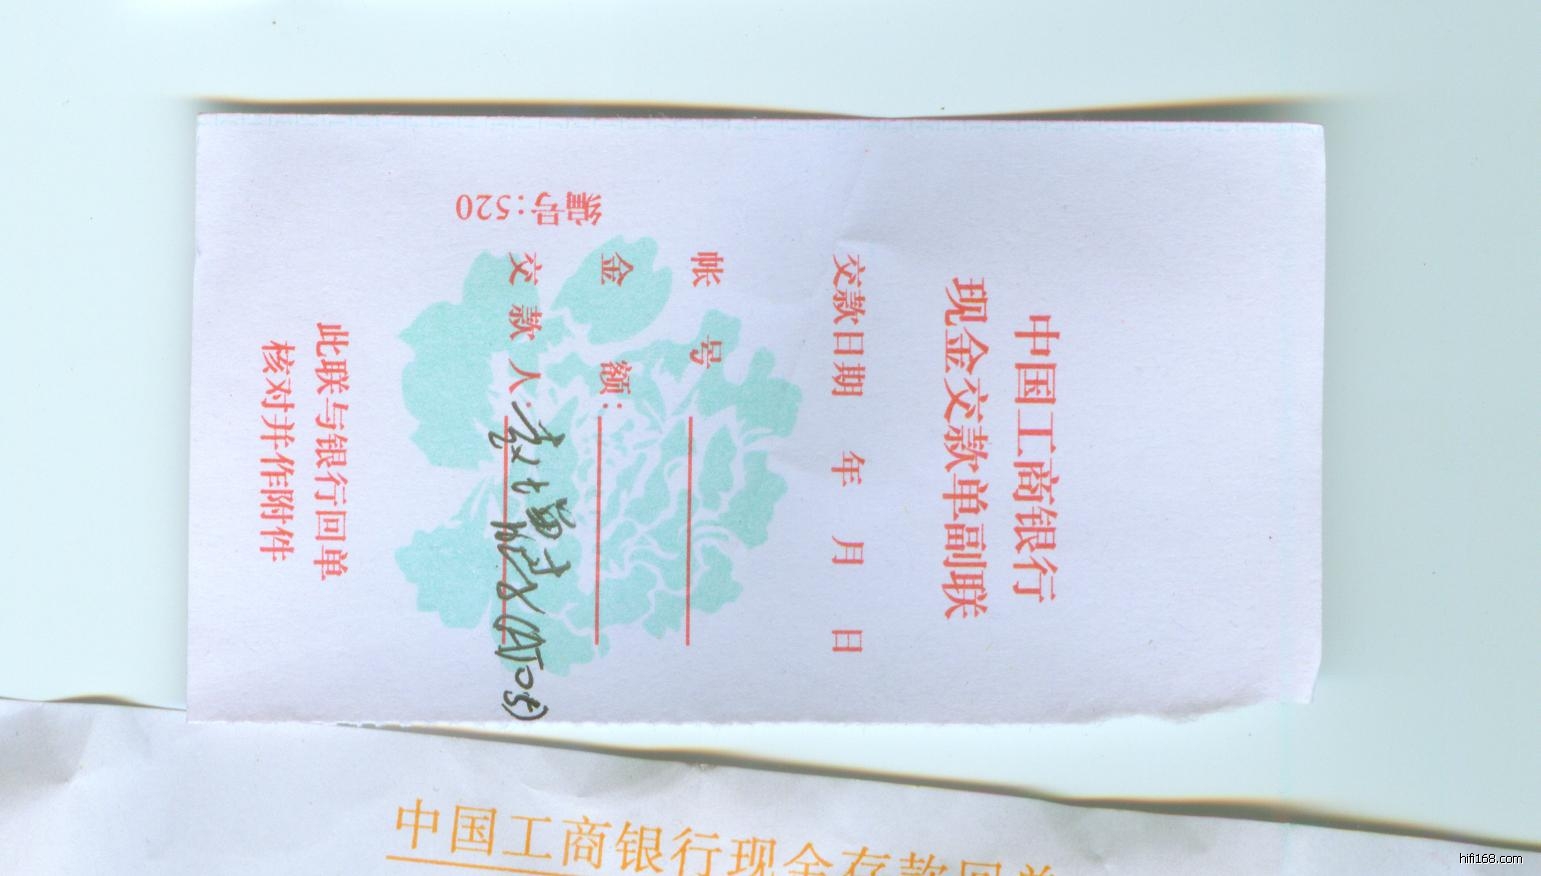 中国工商银行
现金交款单副联
交款日期 年 月 日
帐 号
金 额：
交 款 人：
编号:520
此联与银行回单
核对并作附件
中国工商银行现金存款回单
hifi168.com